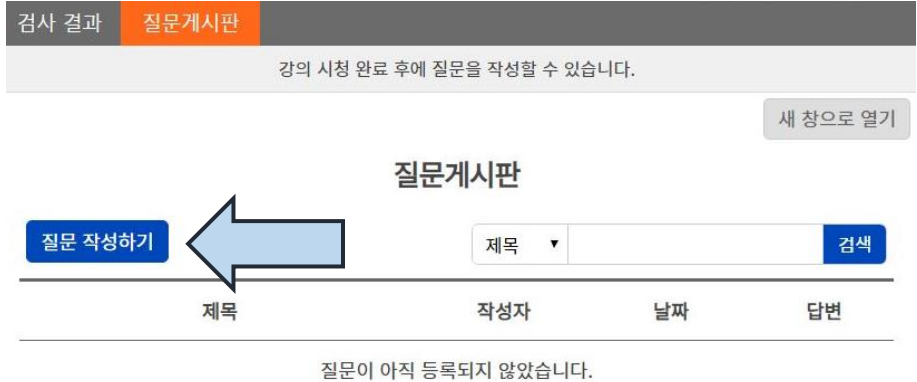 검사 결과 질문게시판
강의 시청 완료 후에 질문을 작성할 수 있습니다.
새 창으로 열기
질문게시판
질문 작성하기 제목 ▼ 검색
제목 작성자 날짜 답변
질문이 아직 등록되지 않았습니다.